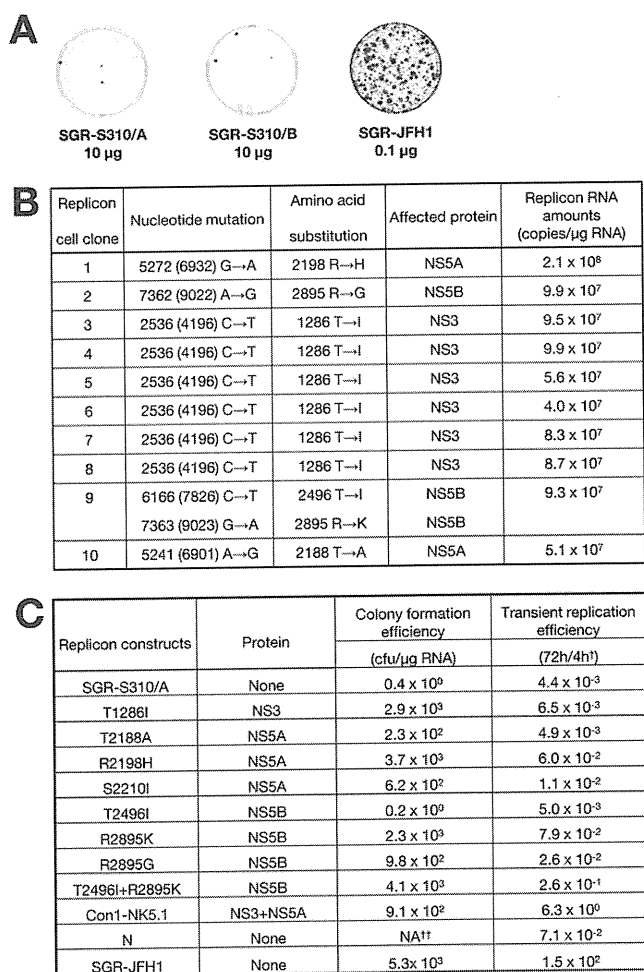 A
SGR-S310/A SGR-S310/B SGR-JFH1
10 µg 10 µg 0.1 µg
B
Replicon cell clone Nucleotide mutation Amino acid substitution Affected protein Replicon RNA amounts (copies/µg RNA)
1 5272 (6932) G→A 2198 R→H NS5A 2.1 x 10⁸
2 7362 (9022) A→G 2895 R→G NS5B 9.9 x 10⁷
3 2536 (4196) C→T 1286 T→I NS3 9.5 x 10⁷
4 2536 (4196) C→T 1286 T→I NS3 9.9 x 10⁷
5 2536 (4196) C→T 1286 T→I NS3 5.6 x 10⁷
6 2536 (4196) C→T 1286 T→I NS3 4.0 x 10⁷
7 2536 (4196) C→T 1286 T→I NS3 8.3 x 10⁷
8 2536 (4196) C→T 1286 T→I NS3 8.7 x 10⁷
9 6166 (7826) C→T 2496 T→I NS5B 9.3 x 10⁷
7363 (9023) G→A 2895 R→K NS5B
10 5241 (6901) A→G 2188 T→A NS5A 5.1 x 10⁷
C
Replicon constructs Protein Colony formation efficiency Transient replication efficiency
(cfu/µg RNA) (72h/4h†)
SGR-S310/A None 0.4 x 10⁰ 4.4 x 10⁻³
T1286I NS3 2.9 x 10³ 6.5 x 10⁻³
T2188A NS5A 2.3 x 10² 4.9 x 10⁻³
R2198H NS5A 3.7 x 10³ 6.0 x 10⁻²
S2210I NS5A 6.2 x 10² 1.1 x 10⁻²
T2496I NS5B 0.2 x 10⁰ 5.0 x 10⁻³
R2895K NS5B 2.3 x 10³ 7.9 x 10⁻²
R2895G NS5B 9.8 x 10² 2.6 x 10⁻²
T2496I+R2895K NS5B 4.1 x 10³ 2.6 x 10⁻¹
Con1-NK5.1 NS3+NS5A 9.1 x 10² 6.3 x 10⁰
N None NA†† 7.1 x 10⁻²
SGR-JFH1 None 5.3x 10³ 1.5 x 10²